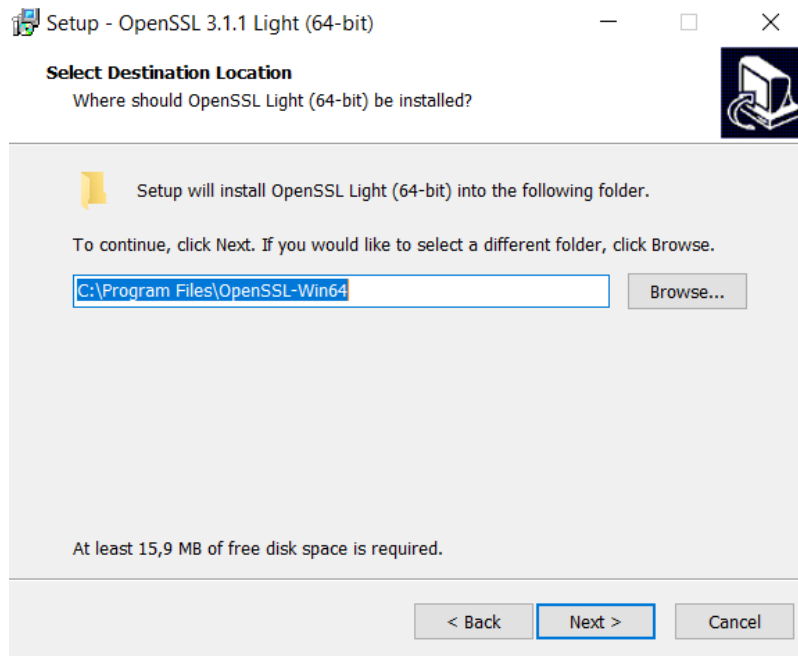 Setup - OpenSSL 3.1.1 Light (64-bit)
Select Destination Location
Where should OpenSSL Light (64-bit) be installed?
Setup will install OpenSSL Light (64-bit) into the following folder.
To continue, click Next. If you would like to select a different folder, click Browse.
C:\Program Files\OpenSSL-Win64
Browse...
At least 15,9 MB of free disk space is required.
< Back
Next >
Cancel